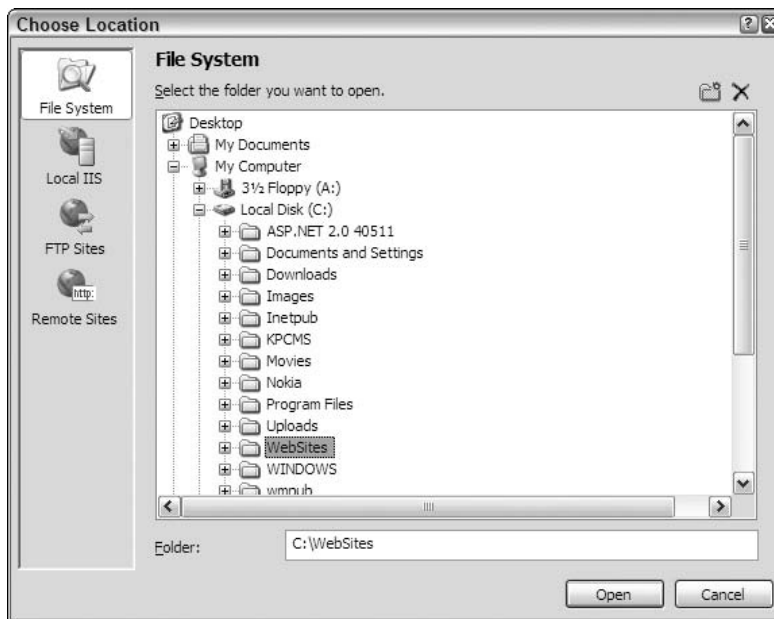 Choose Location
File System
Local IIS
FTP Sites
http:
Remote Sites
File System
Select the folder you want to open.
Desktop
My Documents
My Computer
3½ Floppy (A:)
Local Disk (C:)
ASP.NET 2.0 40511
Documents and Settings
Downloads
Images
Inetpub
KPCMS
Movies
Nokia
Program Files
Uploads
WebSites
WINDOWS
wmpub
Folder:
C:\WebSites
Open
Cancel